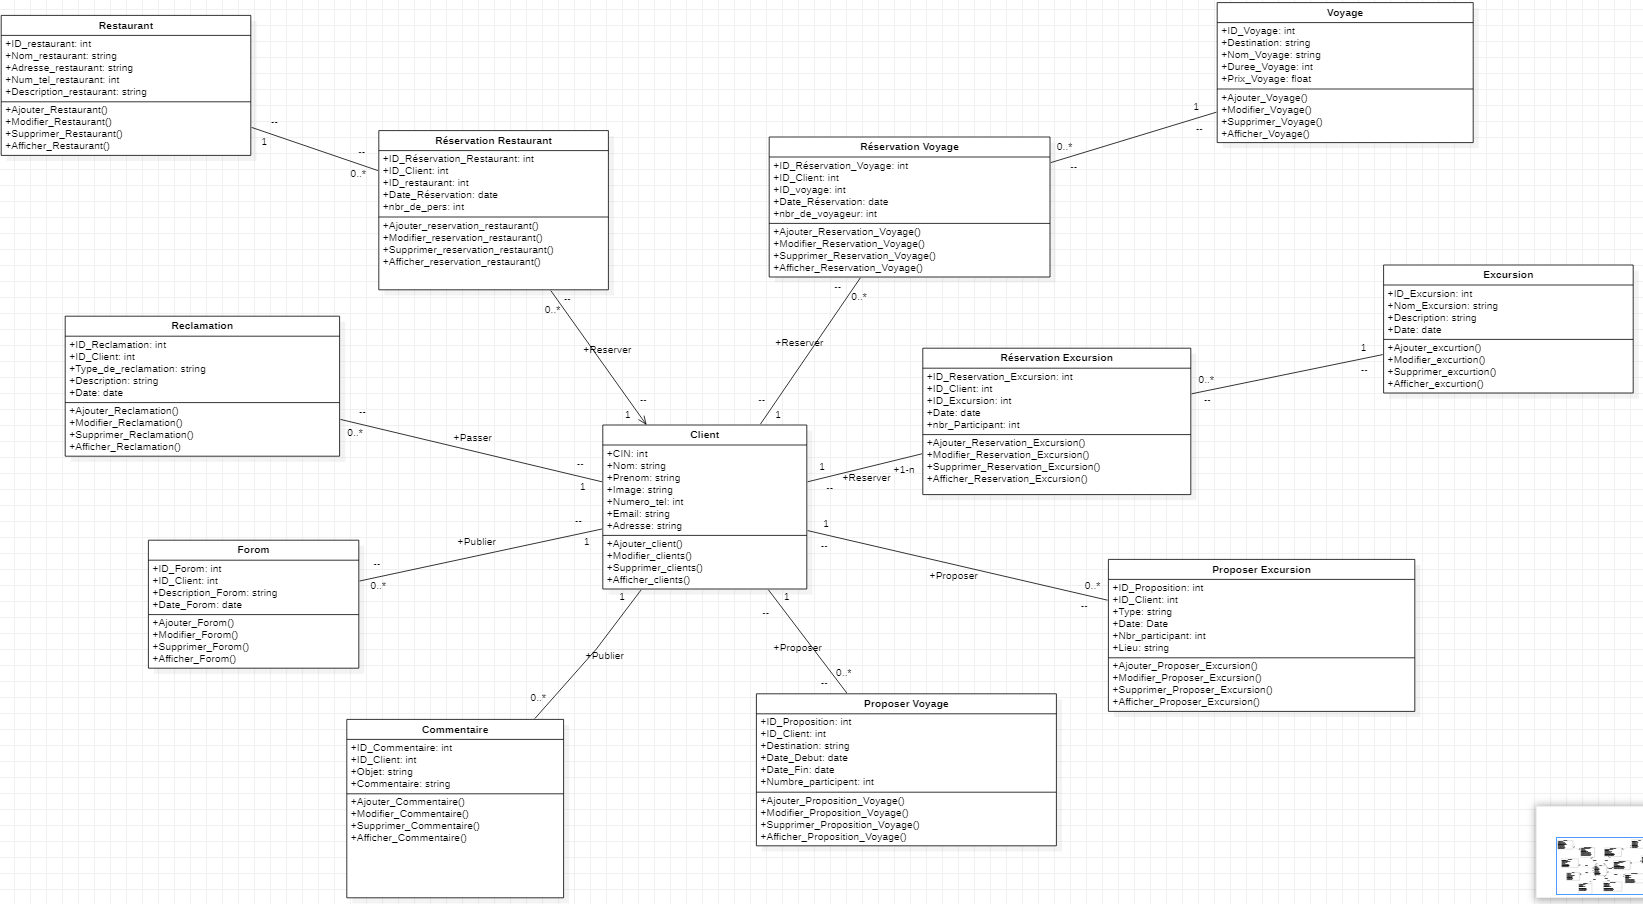 Restaurant
+ID_restaurant: int
+Nom_restaurant: string
+Adresse_restaurant: string
+Num_tel_restaurant: int
+Description_restaurant: string
+Ajouter_Restaurant()
+Modifier_Restaurant()
+Supprimer_Restaurant()
+Afficher_Restaurant()
--
1
--
0..*
Réservation Restaurant
+ID_Réservation_Restaurant: int
+ID_Client: int
+ID_restaurant: int
+Date_Réservation: date
+nbr_de_pers: int
+Ajouter_reservation_restaurant()
+Modifier_reservation_restaurant()
+Supprimer_reservation_restaurant()
+Afficher_reservation_restaurant()
--
0..*
+Reserver
--
1
Voyage
+ID_Voyage: int
+Destination: string
+Nom_Voyage: string
+Duree_Voyage: int
+Prix_Voyage: float
+Ajouter_Voyage()
+Modifier_Voyage()
+Supprimer_Voyage()
+Afficher_Voyage()
1
--
0..*
--
Réservation Voyage
+ID_Réservation_Voyage: int
+ID_Client: int
+ID_voyage: int
+Date_Réservation: date
+nbr_de_voyageur: int
+Ajouter_Reservation_Voyage()
+Modifier_Reservation_Voyage()
+Supprimer_Reservation_Voyage()
+Afficher_Reservation_Voyage()
--
0..*
+Reserver
--
1
Excursion
+ID_Excursion: int
+Nom_Excursion: string
+Description: string
+Date: date
+Ajouter_excurtion()
+Modifier_excurtion()
+Supprimer_excurtion()
+Afficher_excurtion()
1
--
0..*
--
Réservation Excursion
+ID_Reservation_Excursion: int
+ID_Client: int
+ID_Excursion: int
+Date: date
+nbr_Participant: int
+Ajouter_Reservation_Excursion()
+Modifier_Reservation_Excursion()
+Supprimer_Reservation_Excursion()
+Afficher_Reservation_Excursion()
1
--
+Reserver
+1-n
Reclamation
+ID_Reclamation: int
+ID_Client: int
+Type_de_reclamation: string
+Description: string
+Date: date
+Ajouter_Reclamation()
+Modifier_Reclamation()
+Supprimer_Reclamation()
+Afficher_Reclamation()
--
0..*
+Passer
--
1
Client
+CIN: int
+Nom: string
+Prenom: string
+Image: string
+Numero_tel: int
+Email: string
+Adresse: string
+Ajouter_client()
+Modifier_clients()
+Supprimer_clients()
+Afficher_clients()
Forom
+ID_Forom: int
+ID_Client: int
+Description_Forom: string
+Date_Forom: date
+Ajouter_Forom()
+Modifier_Forom()
+Supprimer_Forom()
+Afficher_Forom()
--
0..*
+Publier
--
1
1
--
+Proposer
0..*
--
Proposer Excursion
+ID_Proposition: int
+ID_Client: int
+Type: string
+Date: Date
+Nbr_participant: int
+Lieu: string
+Ajouter_Proposer_Excursion()
+Modifier_Proposer_Excursion()
+Supprimer_Proposer_Excursion()
+Afficher_Proposer_Excursion()
1
+Publier
0..*
Commentaire
+ID_Commentaire: int
+ID_Client: int
+Objet: string
+Commentaire: string
+Ajouter_Commentaire()
+Modifier_Commentaire()
+Supprimer_Commentaire()
+Afficher_Commentaire()
1
--
+Proposer
0..*
--
Proposer Voyage
+ID_Proposition: int
+ID_Client: int
+Destination: string
+Date_Debut: date
+Date_Fin: date
+Numbre_participent: int
+Ajouter_Proposition_Voyage()
+Modifier_Proposition_Voyage()
+Supprimer_Proposition_Voyage()
+Afficher_Proposition_Voyage()